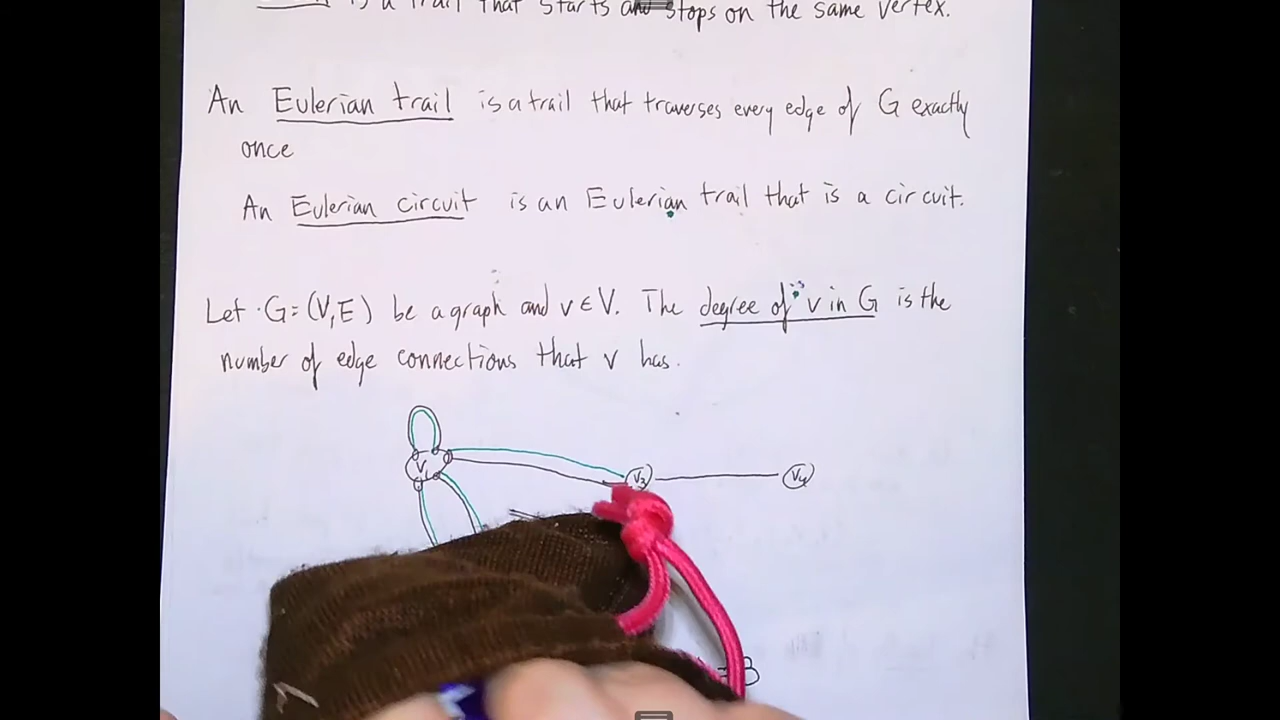 is a trail that starts and stops on the same vertex.
An Eulerian trail is a trail that traverses every edge of G exactly
once
An Eulerian circuit is an Eulerian trail that is a circuit.
Let G=(V,E) be a graph and v∈V. The degree of v in G is the
number of edge connections that v has.
V₃ V₄
= 3